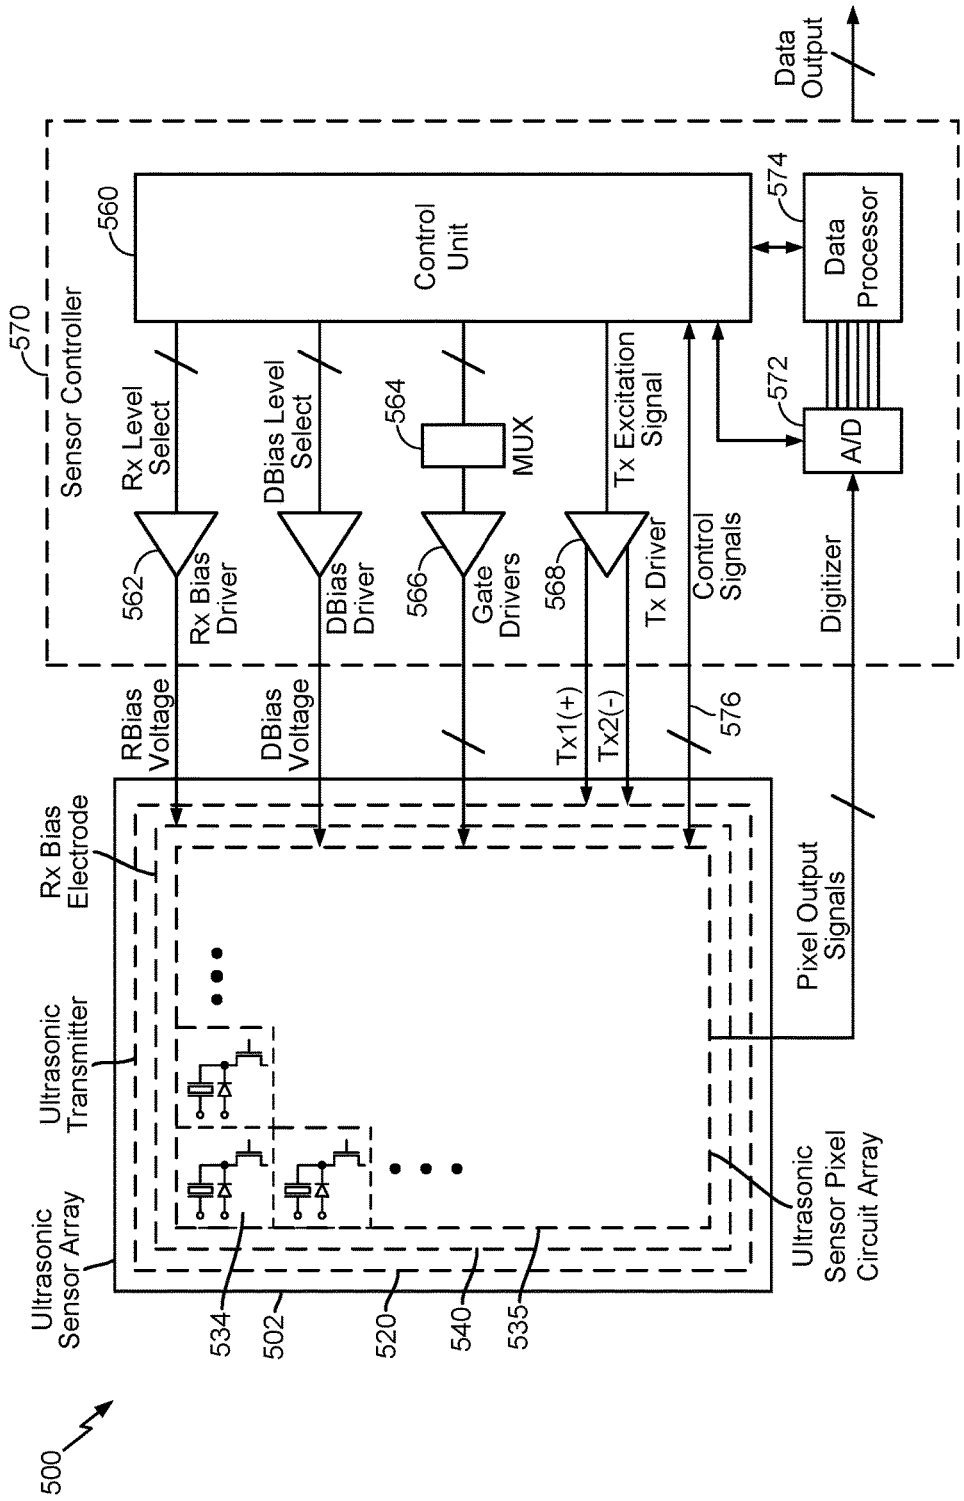 500
Ultrasonic
Sensor Array
Ultrasonic
Transmitter
Rx Bias
Electrode
534
502
520
540
535
Ultrasonic
Sensor Pixel
Circuit Array
Pixel Output
Signals
RBias
Voltage
DBias
Voltage
Tx1(+)
Tx2(-)
576
570
Sensor Controller
562
Rx Bias
Driver
Rx Level
Select
DBias
Driver
DBias Level
Select
566
Gate
Drivers
564
MUX
568
Tx Driver
Tx Excitation
Signal
Control
Signals
560
Control
Unit
Digitizer
572
A/D
574
Data
Processor
Data
Output